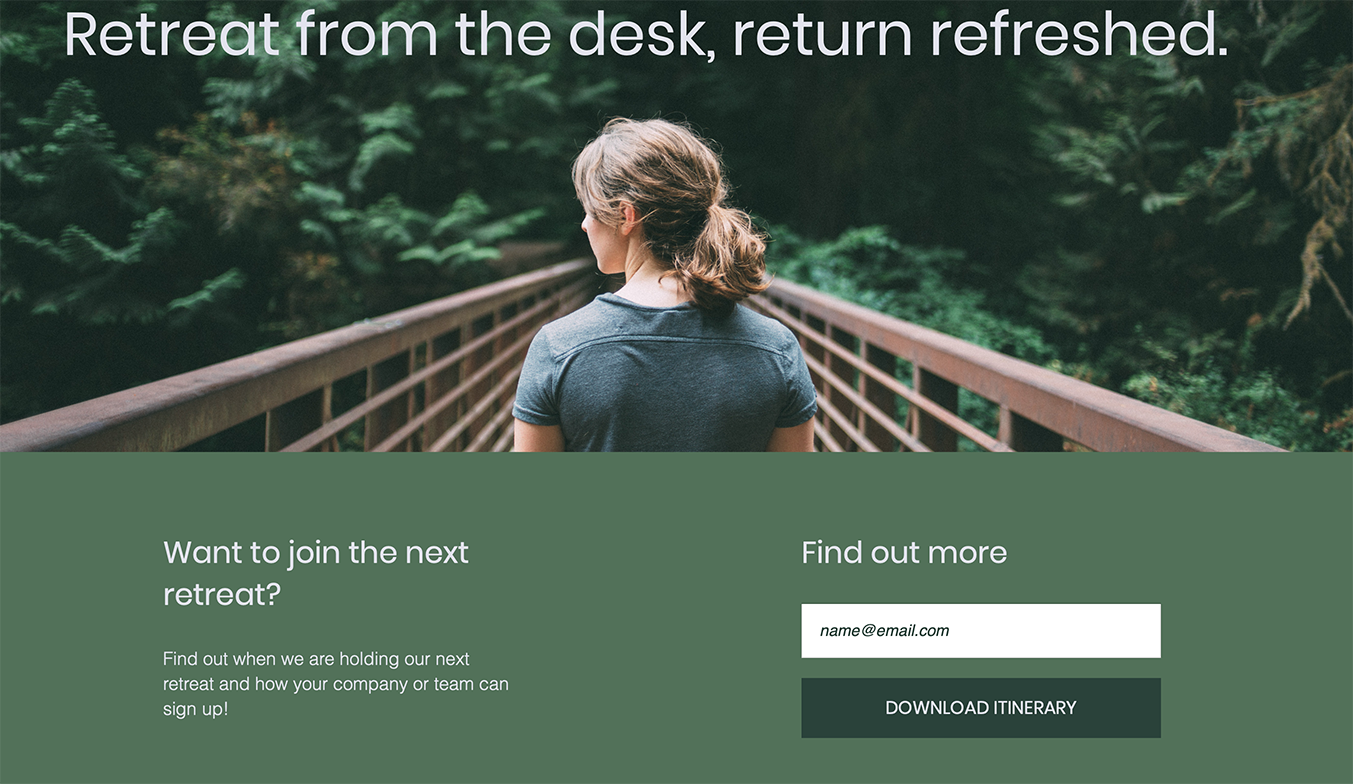 Retreat from the desk, return refreshed.
Want to join the next
retreat?
Find out when we are holding our next
retreat and how your company or team can
sign up!
Find out more
name@email.com
DOWNLOAD ITINERARY